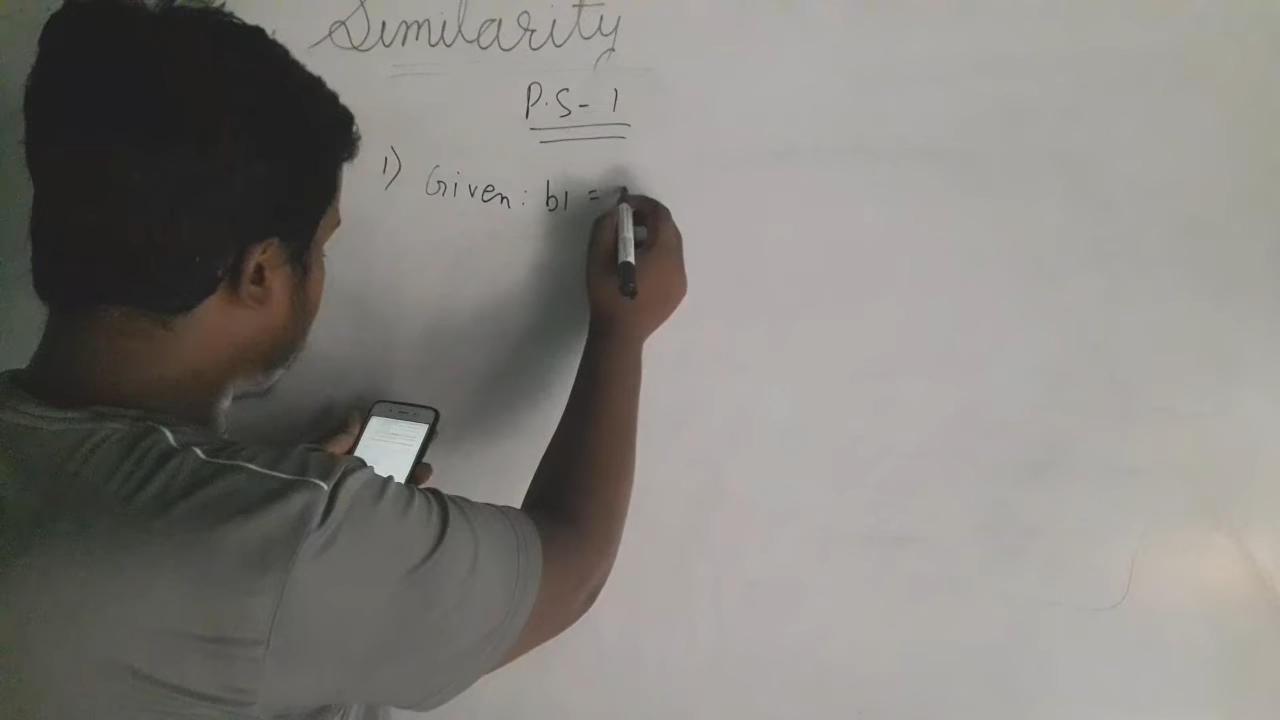 Similarity
P.S- 1
1) Given: b1 =